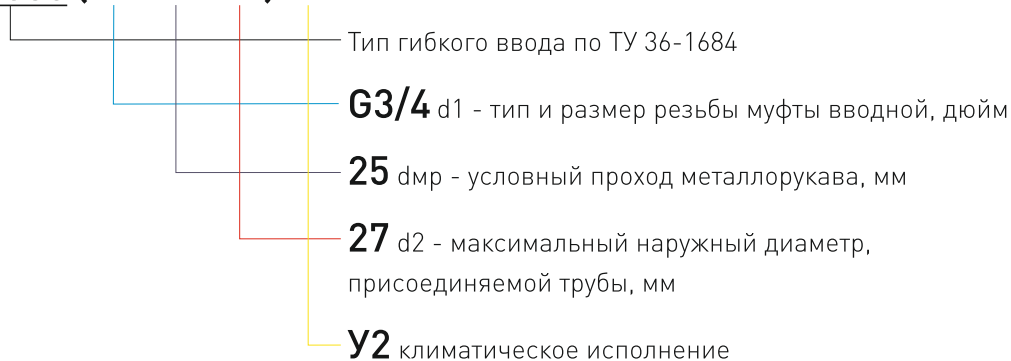 Тип гибкого ввода по ТУ 36-1684
G3/4 d1 - тип и размер резьбы муфты вводной, дюйм
25 dмр - условный проход металлорукава, мм
27 d2 - максимальный наружный диаметр,
присоединяемой трубы, мм
У2 климатическое исполнение